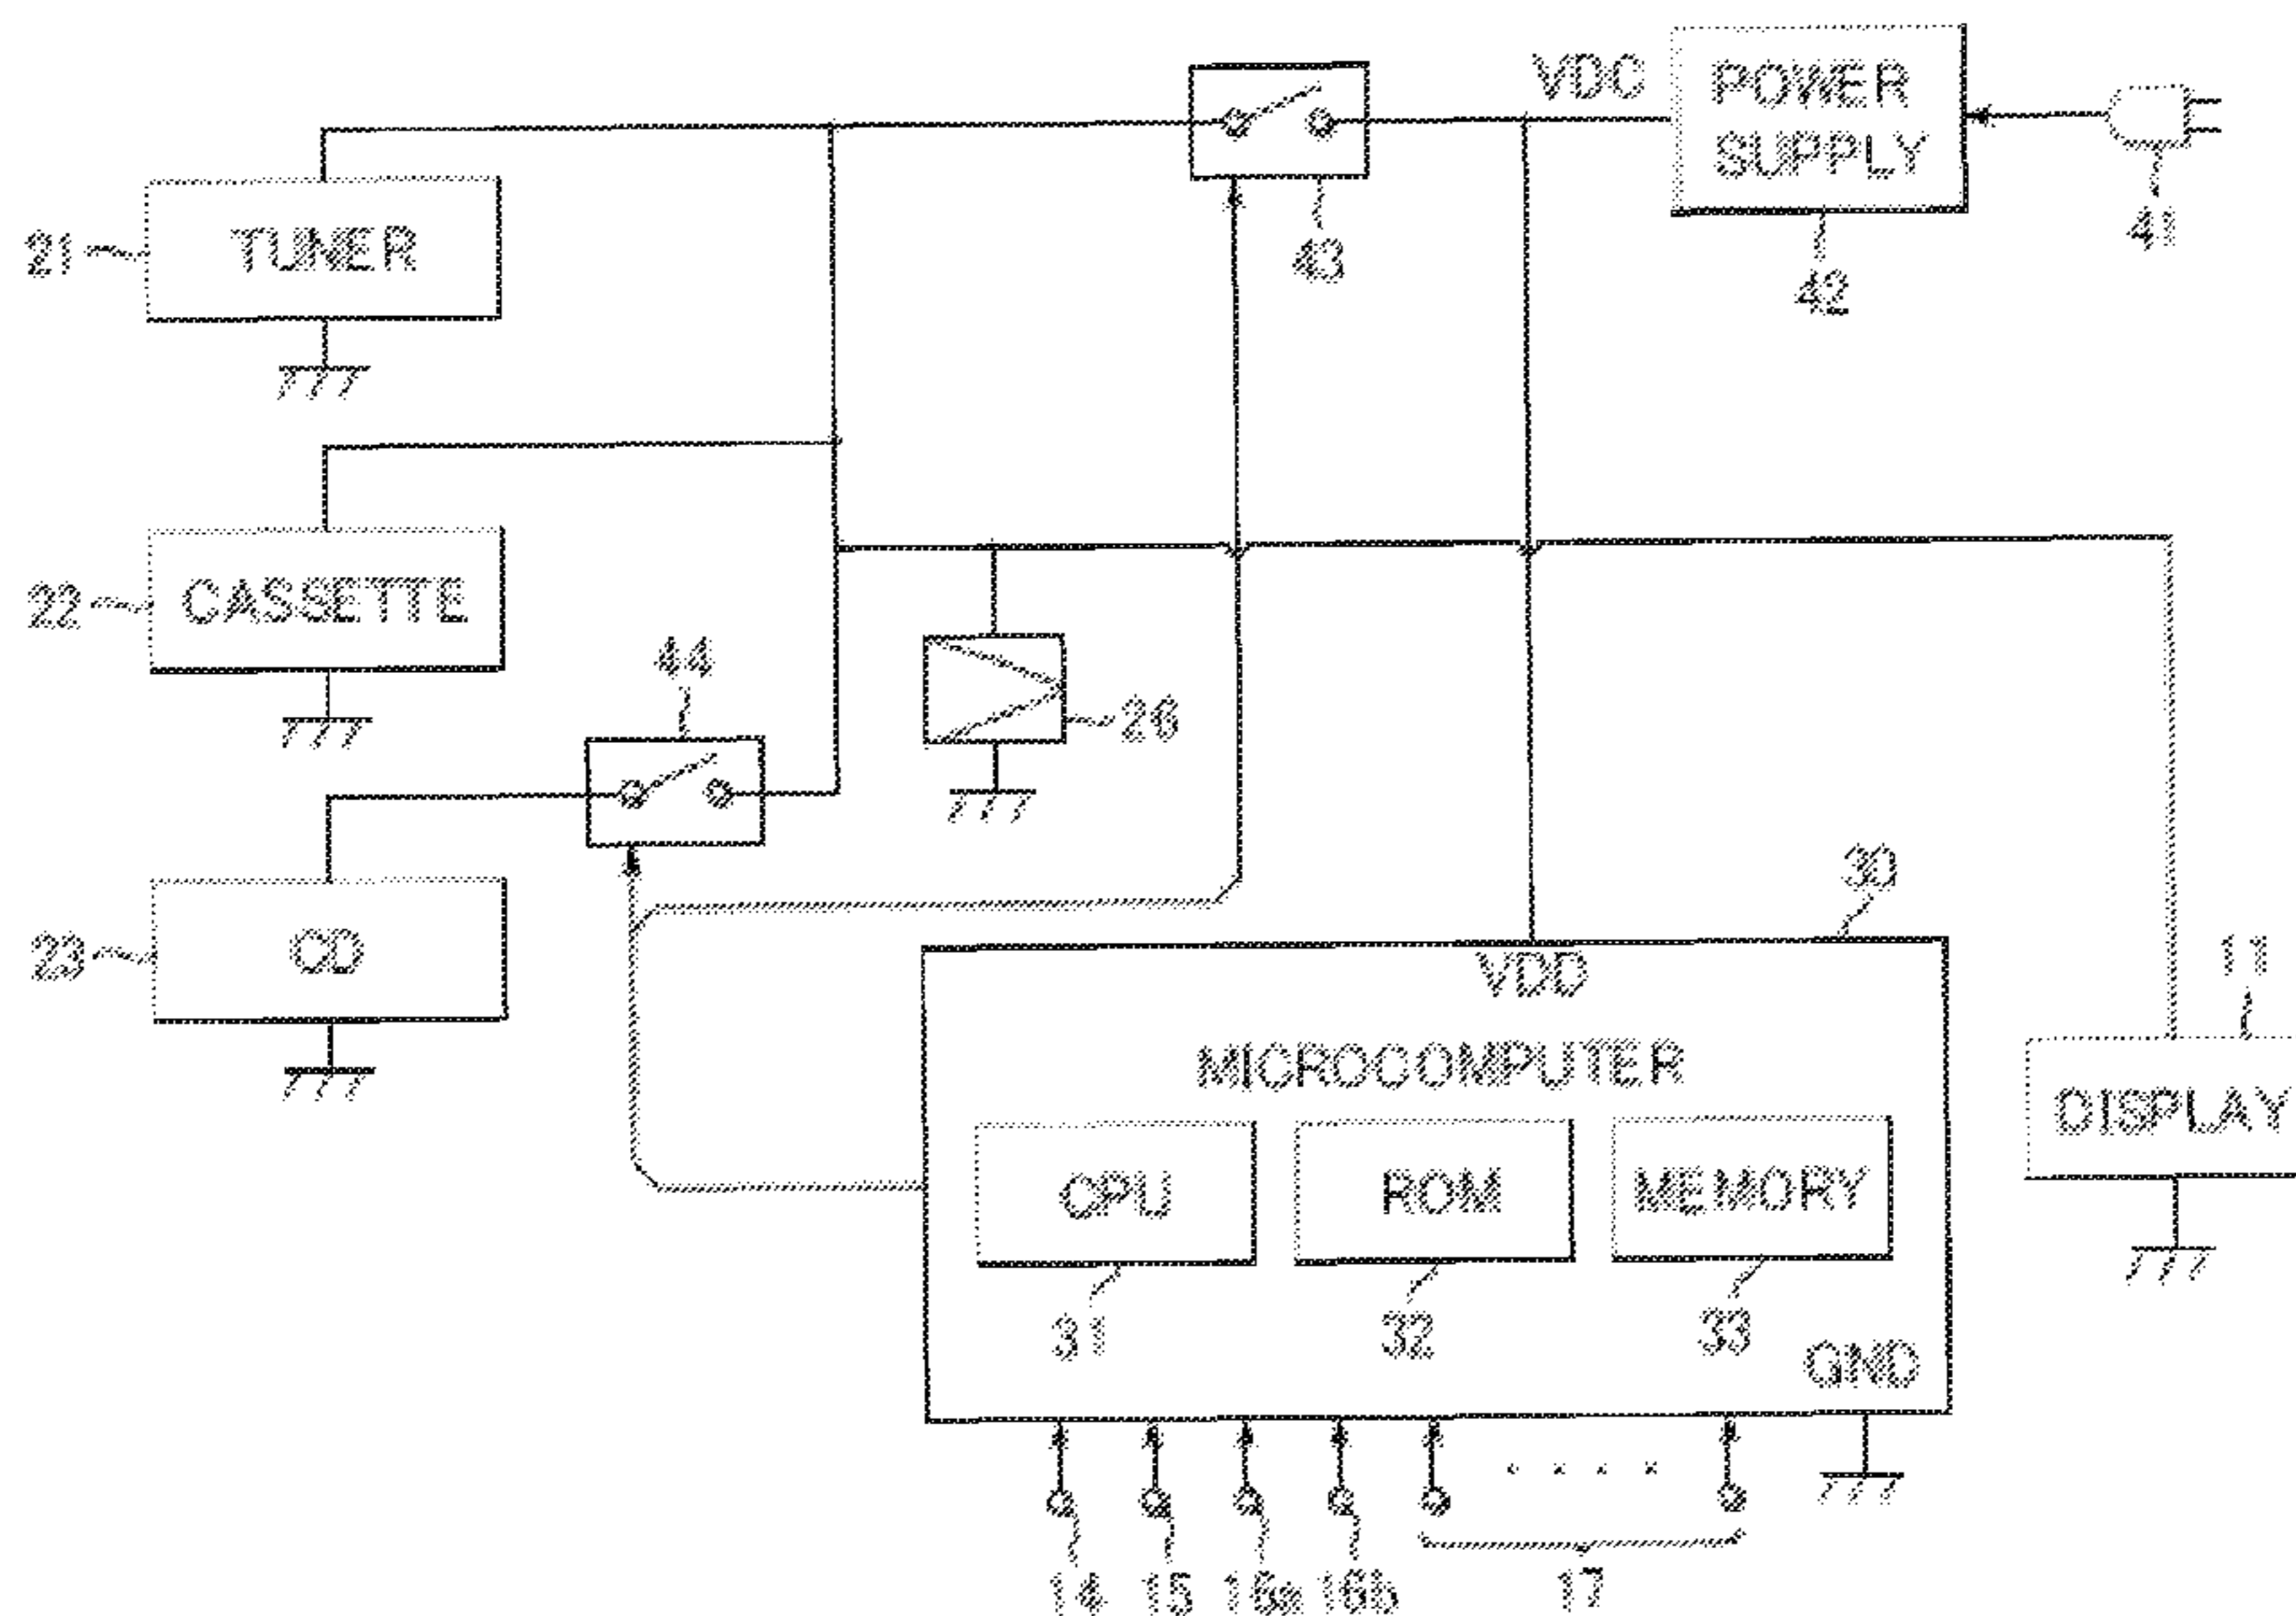 VDC
POWER
SUPPLY
41
42
43
21
TUNER
22
CASSETTE
44
26
23
CD
30
VDD
MICROCOMPUTER
11
DISPLAY
CPU
ROM
MEMORY
31
32
33
GND
14
15
16a
16b
17